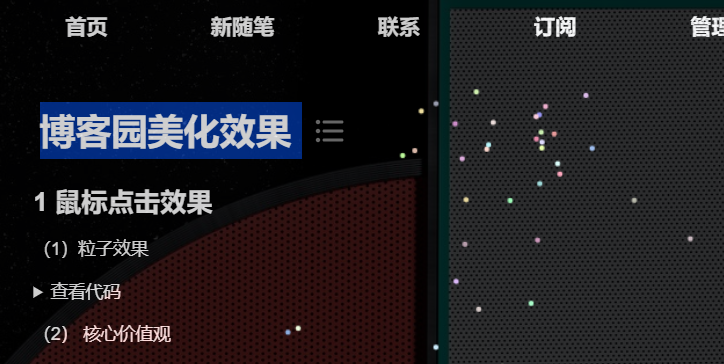 首页 新随笔 联系 订阅 管理
博客园美化效果
1 鼠标点击效果
（1）粒子效果
查看代码
（2） 核心价值观